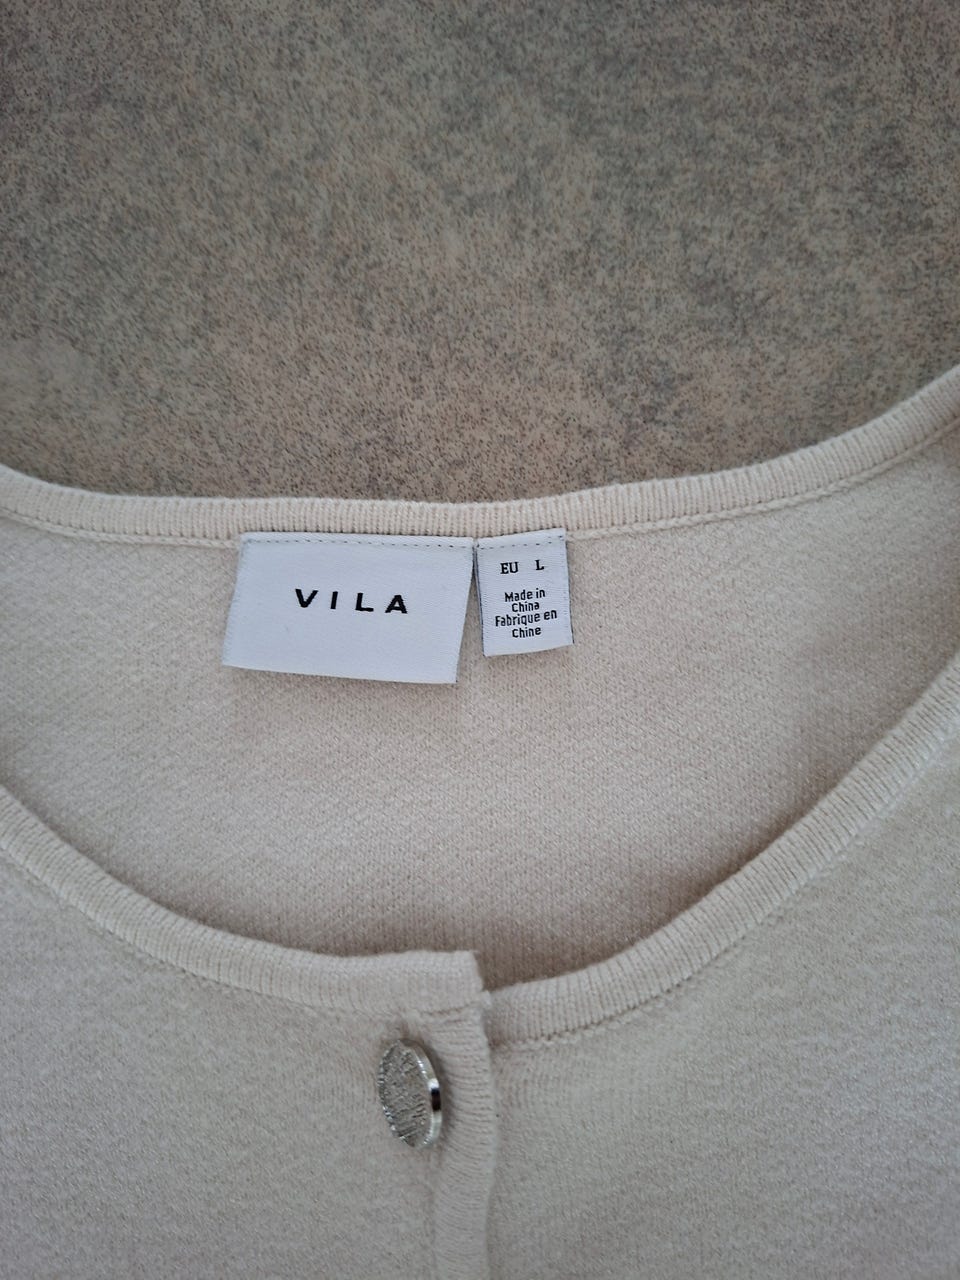 VILA
EU L
Made in
China
Fabrique en
Chine